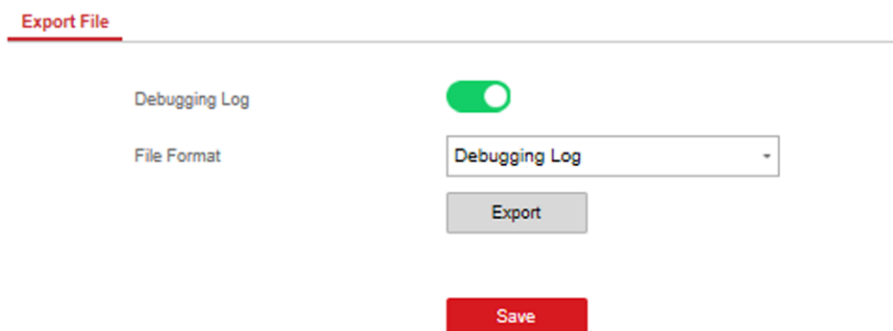 Export File
Debugging Log
File Format
Debugging Log
Export
Save